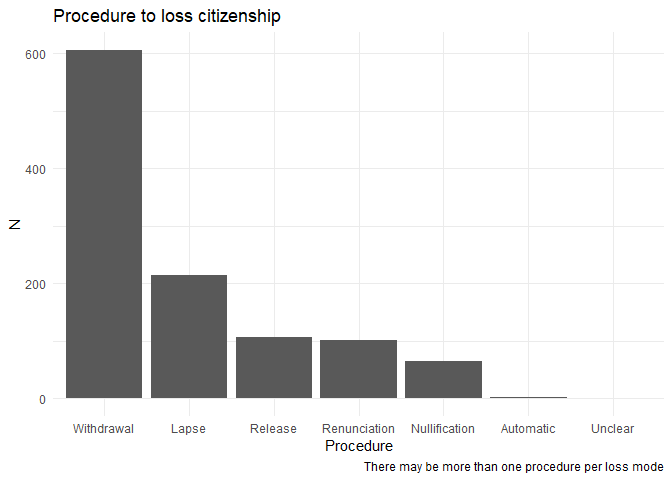 Procedure to loss citizenship
600
400
200
0
N
Withdrawal Lapse Release Renunciation Nullification Automatic Unclear
Procedure
There may be more than one procedure per loss mode